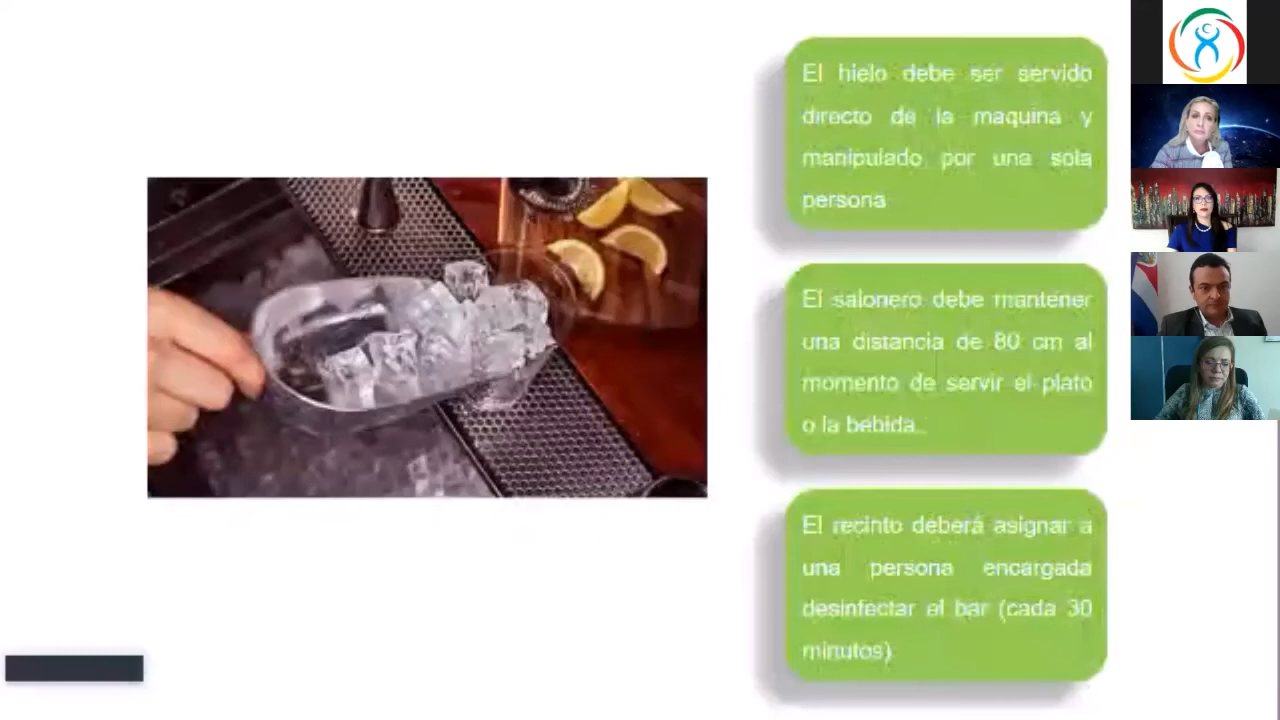 El hielo debe ser servido
directo de la maquina y
manipulado por una sola
persona
El salonero debe mantener
una distancia de 80 cm al
momento de servir el plato
o la bebida.
El recinto deberá asignar a
una persona encargada
desinfectar el bar (cada 30
minutos)